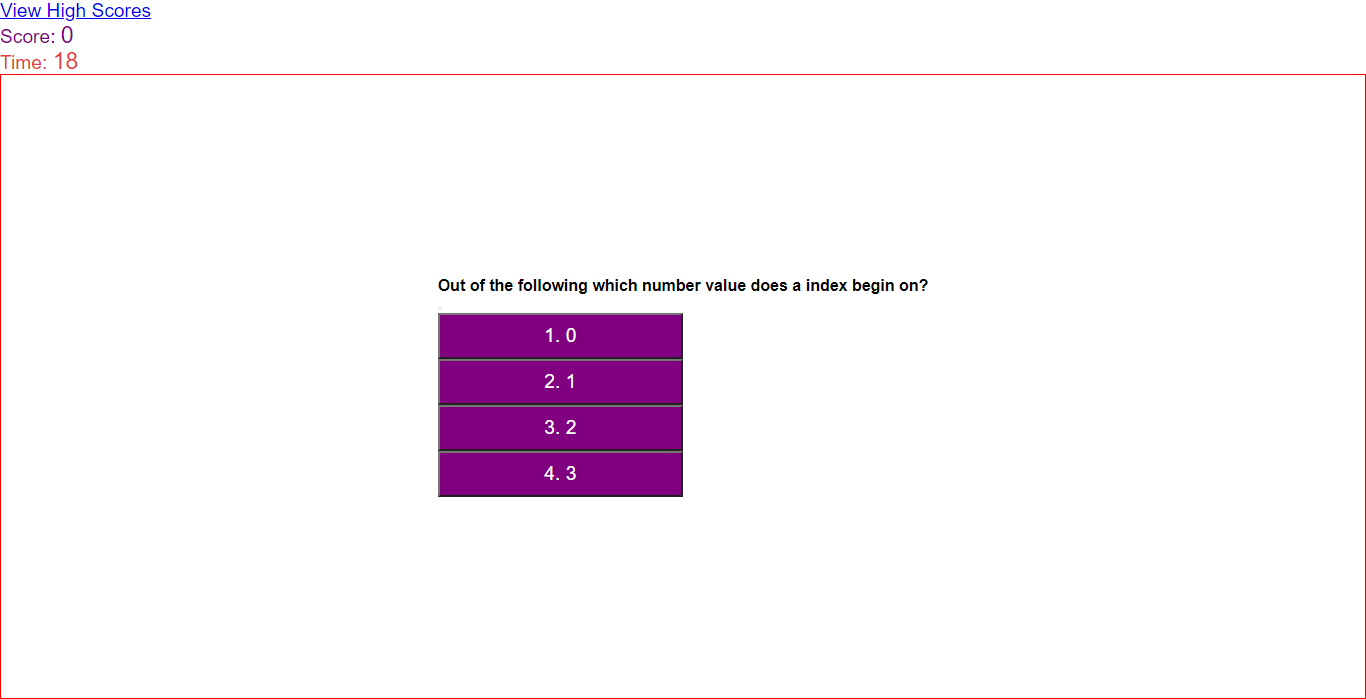 View High Scores
Score: 0
Time: 18
Out of the following which number value does a index begin on?
1. 0
2. 1
3. 2
4. 3